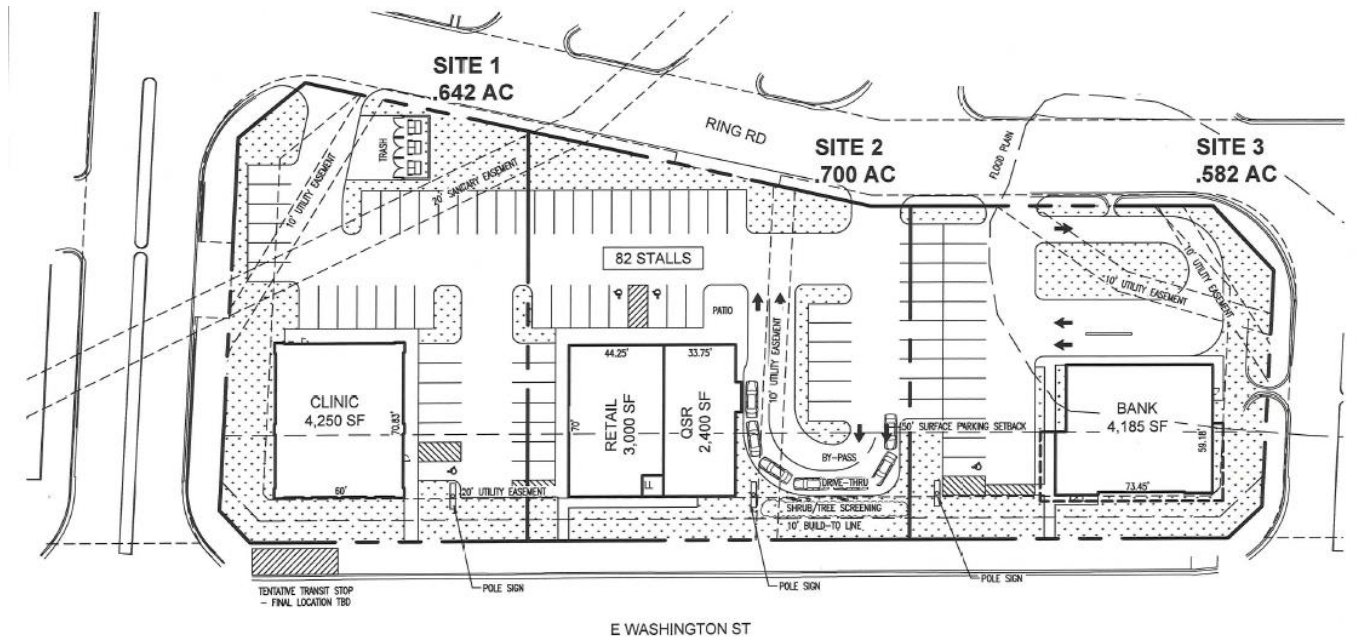 SITE 1
.642 AC
RING RD
SITE 2
.700 AC
FLOOD PLAIN
SITE 3
.582 AC
TRASH
10' UTILITY EASEMENT
20' SANITARY EASEMENT
82 STALLS
PATIO
10' UTILITY EASEMENT
10' UTILITY EASEMENT
10' UTILITY EASEMENT
CLINIC
4,250 SF
70.83'
60'
44.25'
33.75'
70'
RETAIL
3,000 SF
QSR
2,400 SF
LL
BY-PASS
DRIVE-THRU
50' SURFACE PARKING SETBACK
BANK
4,185 SF
59.18'
73.45'
20' UTILITY EASEMENT
SHRUB/TREE SCREENING
10' BUILD-TO LINE
TENTATIVE TRANSIT STOP
- FINAL LOCATION TBD
POLE SIGN
POLE SIGN
POLE SIGN
E WASHINGTON ST